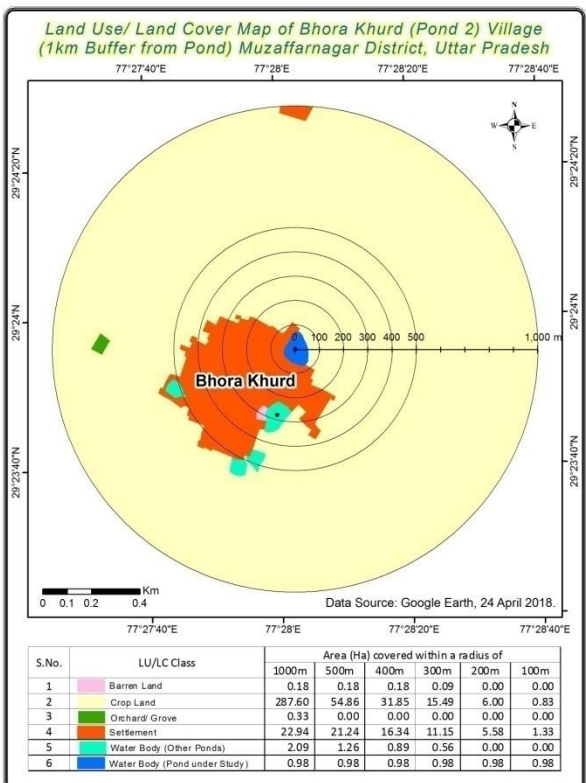 Land Use/ Land Cover Map of Bhora Khurd (Pond 2) Village
(1km Buffer from Pond) Muzaffarnagar District, Uttar Pradesh
77°27'40"E 77°28'E 77°28'20"E 77°28'40"E
N
W E
S
29°24'20"N 29°24'20"N
29°24'N 29°24'N
0 100 200 300 400 500 1,000 m
Bhora Khurd
29°23'40"N 29°23'40"N
Km
0 0.1 0.2 0.4
Data Source: Google Earth, 24 April 2018.
77°27'40"E 77°28'E 77°28'20"E 77°28'40"E
S.No. LU/LC Class Area (Ha) covered within a radius of
1000m 500m 400m 300m 200m 100m
1 Barren Land 0.18 0.18 0.18 0.09 0.00 0.00
2 Crop Land 287.60 54.86 31.85 15.49 6.00 0.83
3 Orchard/ Grove 0.33 0.00 0.00 0.00 0.00 0.00
4 Settlement 22.94 21.24 16.34 11.15 5.58 1.33
5 Water Body (Other Ponds) 2.09 1.26 0.89 0.56 0.00 0.00
6 Water Body (Pond under Study) 0.98 0.98 0.98 0.98 0.98 0.98